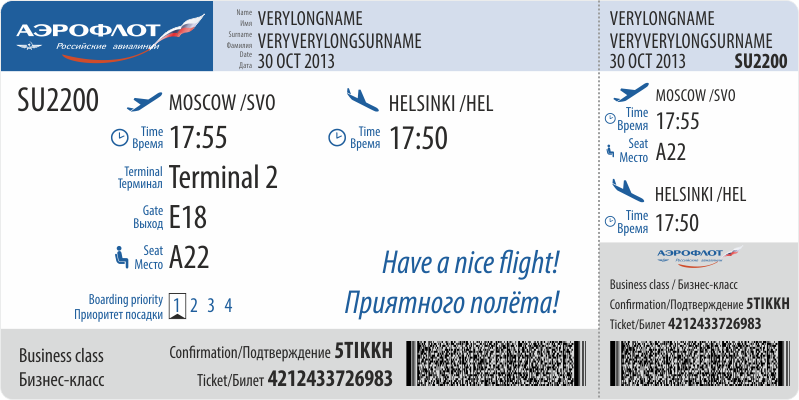 АЭРОФЛОТ
Российские авиалинии
Name
Имя
VERYLONGNAME
Surname
Фамилия
VERYVERYLONGSURNAME
Date
Дата
30 OCT 2013
SU2200
MOSCOW /SVO
HELSINKI /HEL
Time
Время
17:55
Time
Время
17:50
Terminal
Терминал
Terminal 2
Gate
Выход
E18
Seat
Место
A22
Have a nice flight!
Приятного полёта!
Boarding priority
Приоритет посадки
1 2 3 4
Business class
Бизнес-класс
Confirmation/Подтверждение 5TIKKH
Ticket/Билет 4212433726983
VERYLONGNAME
VERYVERYLONGSURNAME
30 OCT 2013 SU2200
MOSCOW /SVO
Time
Время
17:55
Seat
Место
A22
HELSINKI /HEL
Time
Время
17:50
АЭРОФЛОТ
Российские авиалинии
Business class / Бизнес-класс
Confirmation/Подтверждение 5TIKKH
Ticket/Билет 4212433726983